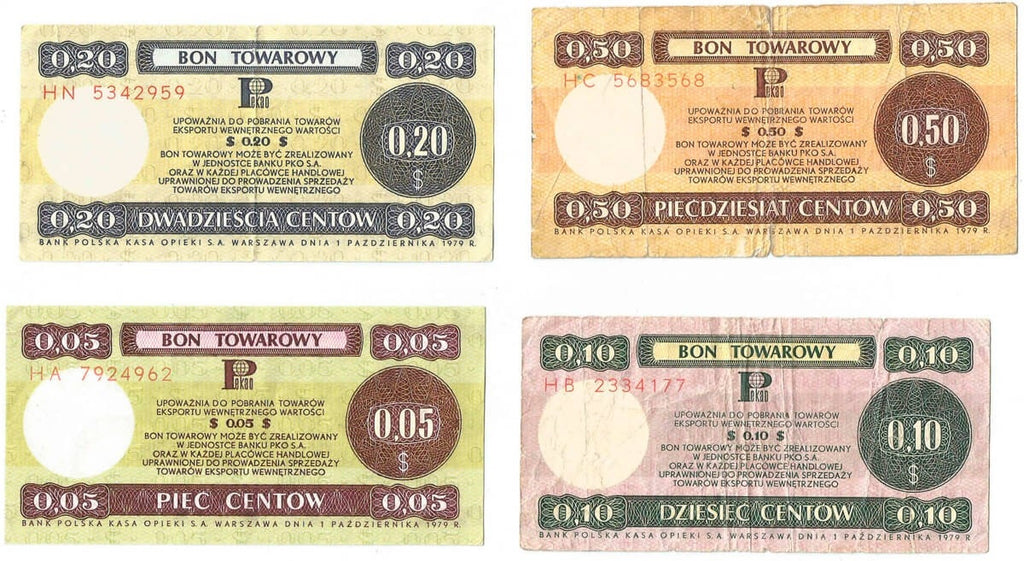 0,20 BON TOWAROWY 0,20
HN 5342959
Pekao
UPOWAŻNIA DO POBRANIA TOWARÓW
EKSPORTU WEWNĘTRZNEGO WARTOŚCI
$ 0.20 $
BON TOWAROWY MOŻE BYĆ ZREALIZOWANY
W JEDNOSTCE BANKU PKO S.A.
ORAZ W KAŻDEJ PLACÓWCE HANDLOWEJ
UPRAWNIONEJ DO PROWADZENIA SPRZEDAŻY
TOWARÓW EKSPORTU WEWNĘTRZNEGO
0,20
$
0,20 DWADZIEŚCIA CENTÓW 0,20
BANK POLSKA KASA OPIEKI S.A. WARSZAWA DNIA 1 PAŹDZIERNIKA 1979 R.
0,50 BON TOWAROWY 0,50
HC 5683568
Pekao
UPOWAŻNIA DO POBRANIA TOWARÓW
EKSPORTU WEWNĘTRZNEGO WARTOŚCI
$ 0.50 $
BON TOWAROWY MOŻE BYĆ ZREALIZOWANY
W JEDNOSTCE BANKU PKO S.A.
ORAZ W KAŻDEJ PLACÓWCE HANDLOWEJ
UPRAWNIONEJ DO PROWADZENIA SPRZEDAŻY
TOWARÓW EKSPORTU WEWNĘTRZNEGO
0,50
$
0,50 PIĘĆDZIESIĄT CENTÓW 0,50
BANK POLSKA KASA OPIEKI S.A. WARSZAWA DNIA 1 PAŹDZIERNIKA 1979 R.
0,05 BON TOWAROWY 0,05
HA 7924962
Pekao
UPOWAŻNIA DO POBRANIA TOWARÓW
EKSPORTU WEWNĘTRZNEGO WARTOŚCI
$ 0.05 $
BON TOWAROWY MOŻE BYĆ ZREALIZOWANY
W JEDNOSTCE BANKU PKO S.A.
ORAZ W KAŻDEJ PLACÓWCE HANDLOWEJ
UPRAWNIONEJ DO PROWADZENIA SPRZEDAŻY
TOWARÓW EKSPORTU WEWNĘTRZNEGO
0,05
$
0,05 PIĘĆ CENTÓW 0,05
BANK POLSKA KASA OPIEKI S.A. WARSZAWA DNIA 1 PAŹDZIERNIKA 1979 R.
0,10 BON TOWAROWY 0,10
HB 2334177
Pekao
UPOWAŻNIA DO POBRANIA TOWARÓW
EKSPORTU WEWNĘTRZNEGO WARTOŚCI
$ 0.10 $
BON TOWAROWY MOŻE BYĆ ZREALIZOWANY
W JEDNOSTCE BANKU PKO S.A.
ORAZ W KAŻDEJ PLACÓWCE HANDLOWEJ
UPRAWNIONEJ DO PROWADZENIA SPRZEDAŻY
TOWARÓW EKSPORTU WEWNĘTRZNEGO
0,10
$
0,10 DZIESIĘĆ CENTÓW 0,10
BANK POLSKA KASA OPIEKI S.A. WARSZAWA DNIA 1 PAŹDZIERNIKA 1979 R.